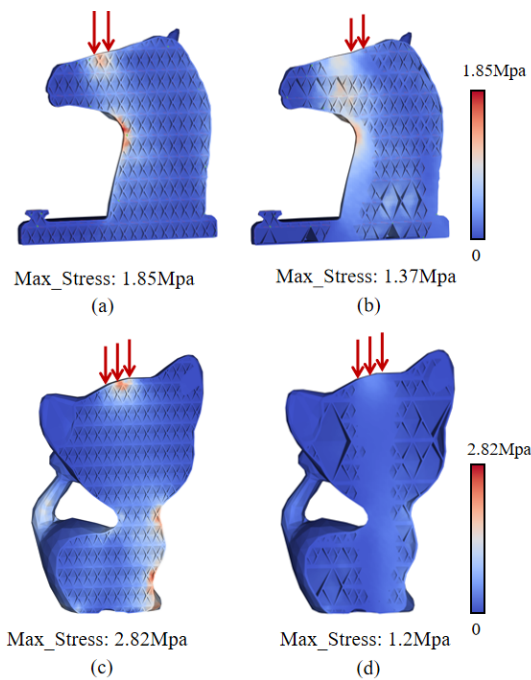 1.85Mpa
0
Max_Stress: 1.85Mpa
Max_Stress: 1.37Mpa
(a)
(b)
2.82Mpa
0
Max_Stress: 2.82Mpa
Max_Stress: 1.2Mpa
(c)
(d)